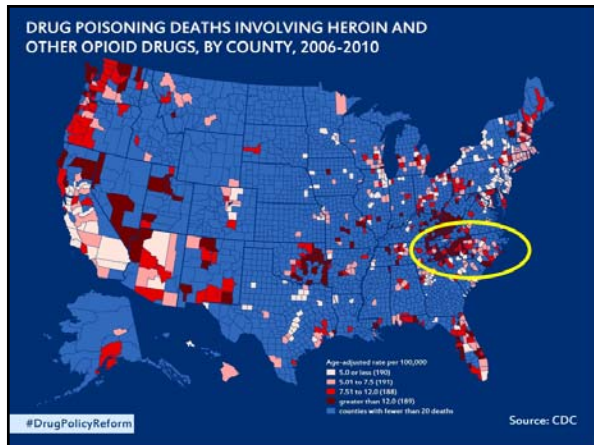 DRUG POISONING DEATHS INVOLVING HEROIN AND
OTHER OPIOID DRUGS, BY COUNTY, 2006-2010
Age-adjusted rate per 100,000
5.0 or less (190)
5.01 to 7.5 (191)
7.51 to 12.0 (188)
greater than 12.0 (189)
counties with fewer than 20 deaths
#DrugPolicyReform
Source: CDC